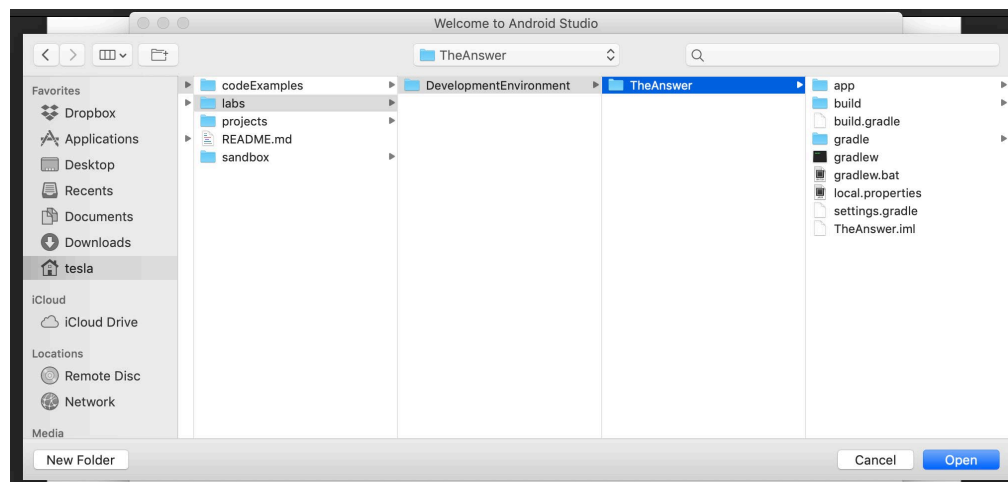 Welcome to Android Studio
TheAnswer
Favorites
Dropbox
Applications
Desktop
Recents
Documents
Downloads
tesla
iCloud
iCloud Drive
Locations
Remote Disc
Network
Media
codeExamples
labs
projects
README.md
sandbox
DevelopmentEnvironment
TheAnswer
app
build
build.gradle
gradle
gradlew
gradlew.bat
local.properties
settings.gradle
TheAnswer.iml
New Folder
Cancel
Open